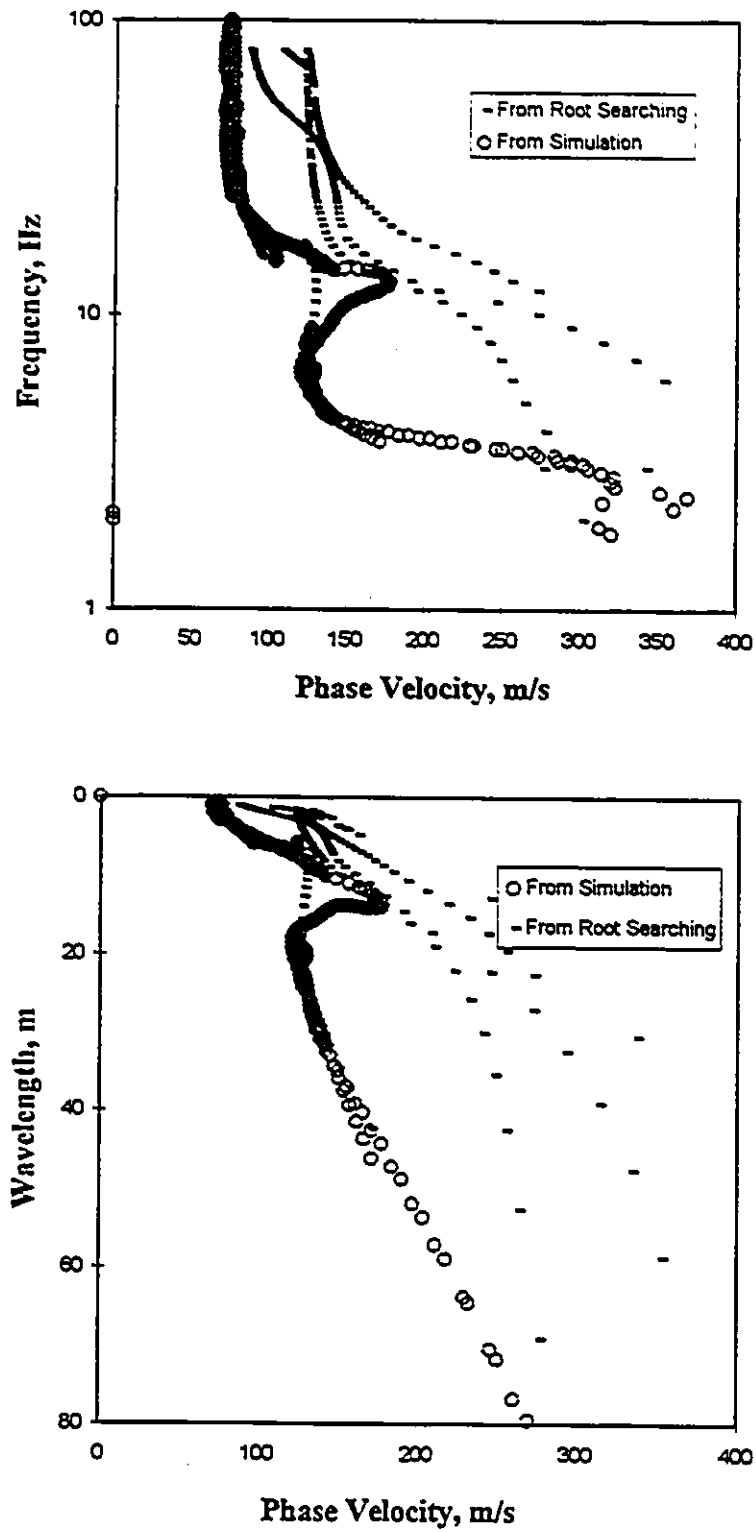 100
10
1
Frequency, Hz
- From Root Searching
O From Simulation
0 50 100 150 200 250 300 350 400
Phase Velocity, m/s
0
20
40
60
80
Wavelength, m
O From Simulation
- From Root Searching
0 100 200 300 400
Phase Velocity, m/s